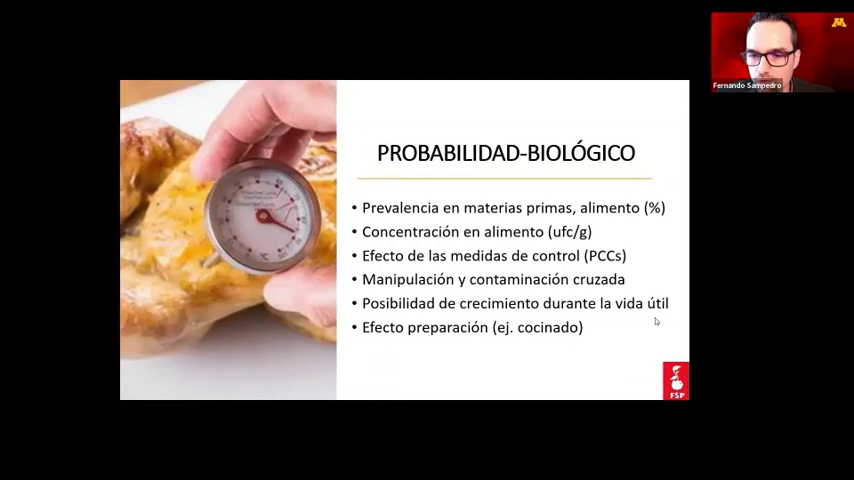 Fernando Sampedro
PROBABILIDAD-BIOLÓGICO
• Prevalencia en materias primas, alimento (%)
• Concentración en alimento (ufc/g)
• Efecto de las medidas de control (PCCs)
• Manipulación y contaminación cruzada
• Posibilidad de crecimiento durante la vida útil
• Efecto preparación (ej. cocinado)
°C
FSP